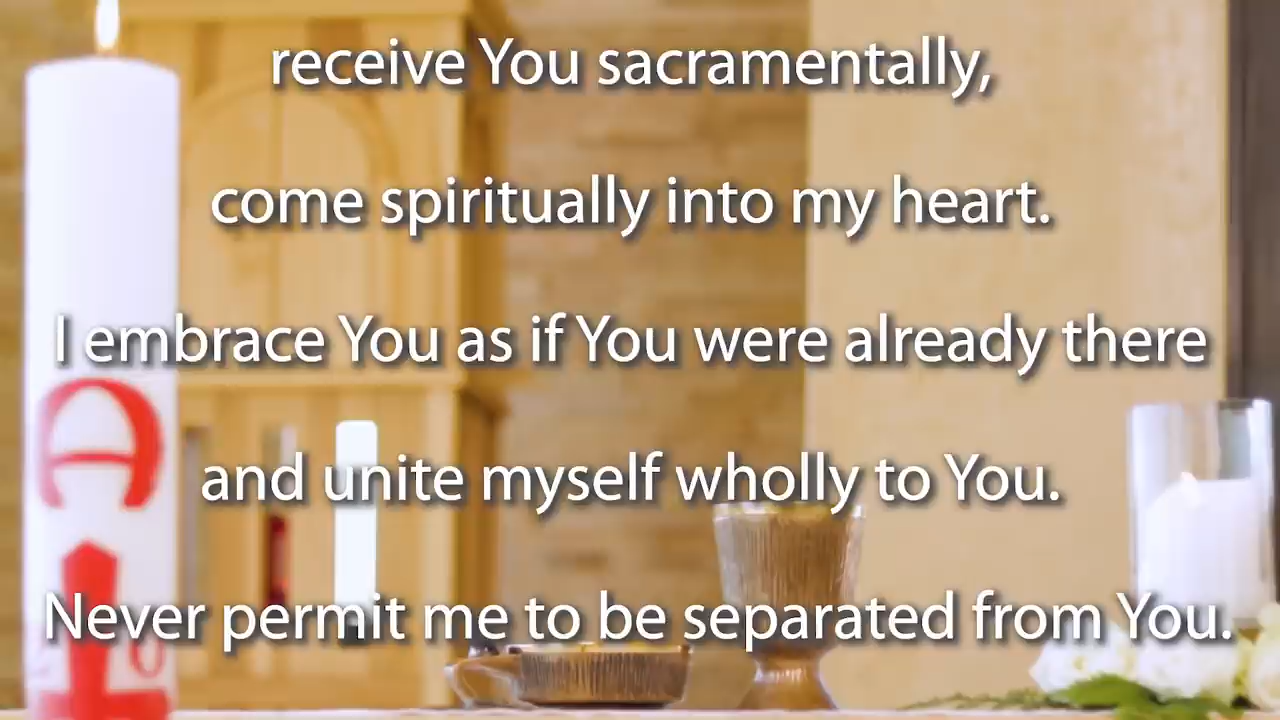 receive You sacramentally,
come spiritually into my heart.
I embrace You as if You were already there
and unite myself wholly to You.
Never permit me to be separated from You.